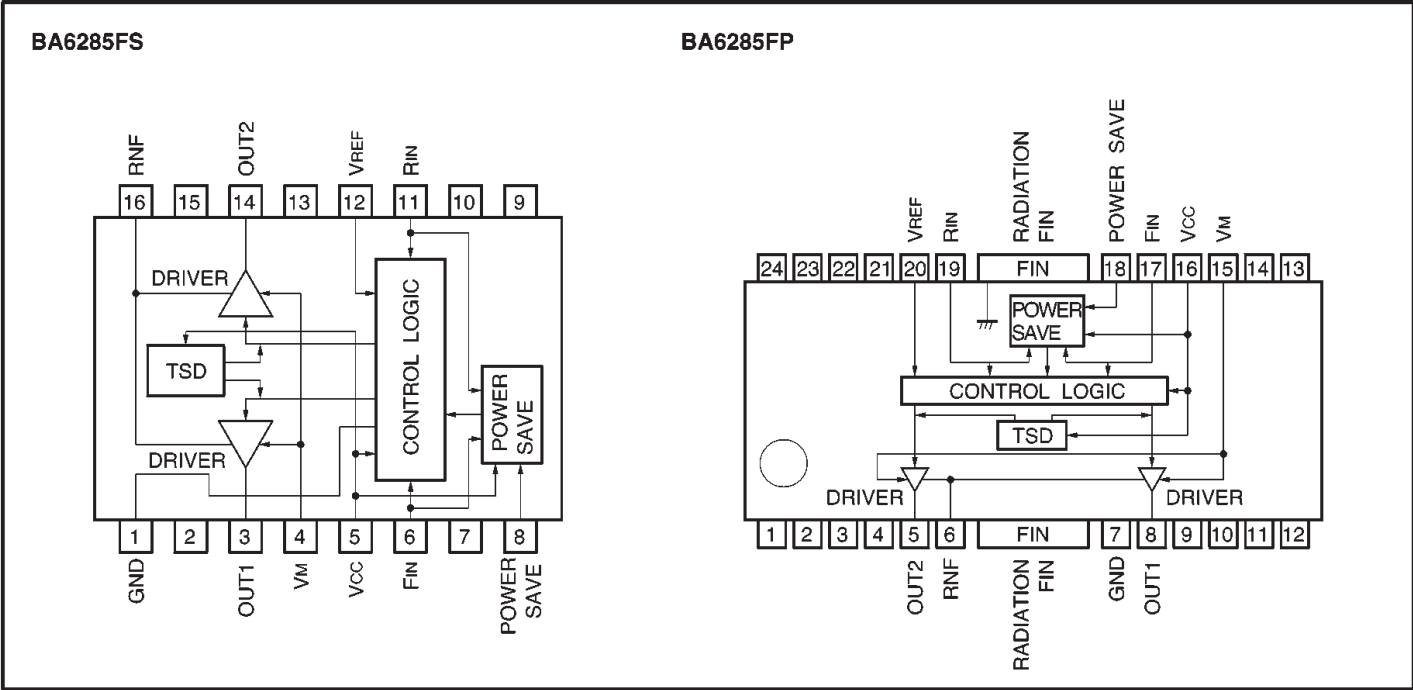 BA6285FS
RNF
OUT2
VREF
RIN
16 15 14 13 12 11 10 9
DRIVER
TSD
DRIVER
CONTROL LOGIC
POWER
SAVE
1 2 3 4 5 6 7 8
GND
OUT1
VM
VCC
FIN
POWER
SAVE
BA6285FP
VREF
RIN
RADIATION
FIN
POWER SAVE
FIN
VCC
VM
24 23 22 21 20 19 FIN 18 17 16 15 14 13
POWER
SAVE
CONTROL LOGIC
TSD
DRIVER
DRIVER
1 2 3 4 5 6 FIN 7 8 9 10 11 12
OUT2
RNF
RADIATION
FIN
GND
OUT1